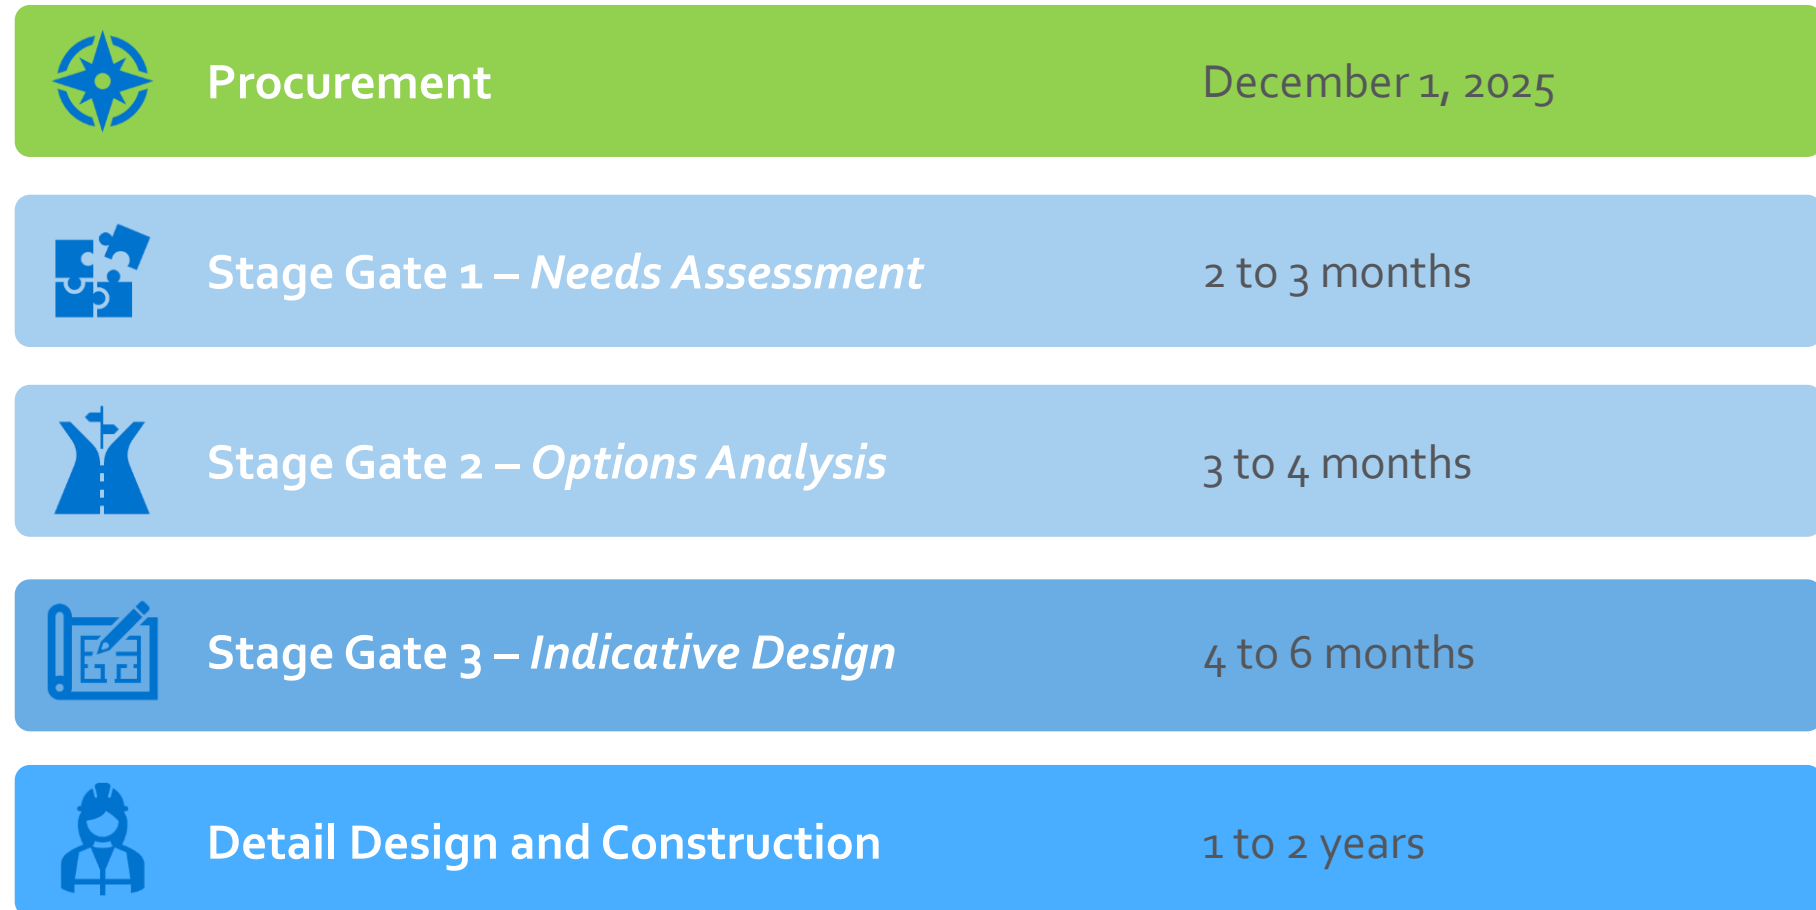 Procurement December 1, 2025
Stage Gate 1 – Needs Assessment 2 to 3 months
Stage Gate 2 – Options Analysis 3 to 4 months
Stage Gate 3 – Indicative Design 4 to 6 months
Detail Design and Construction 1 to 2 years